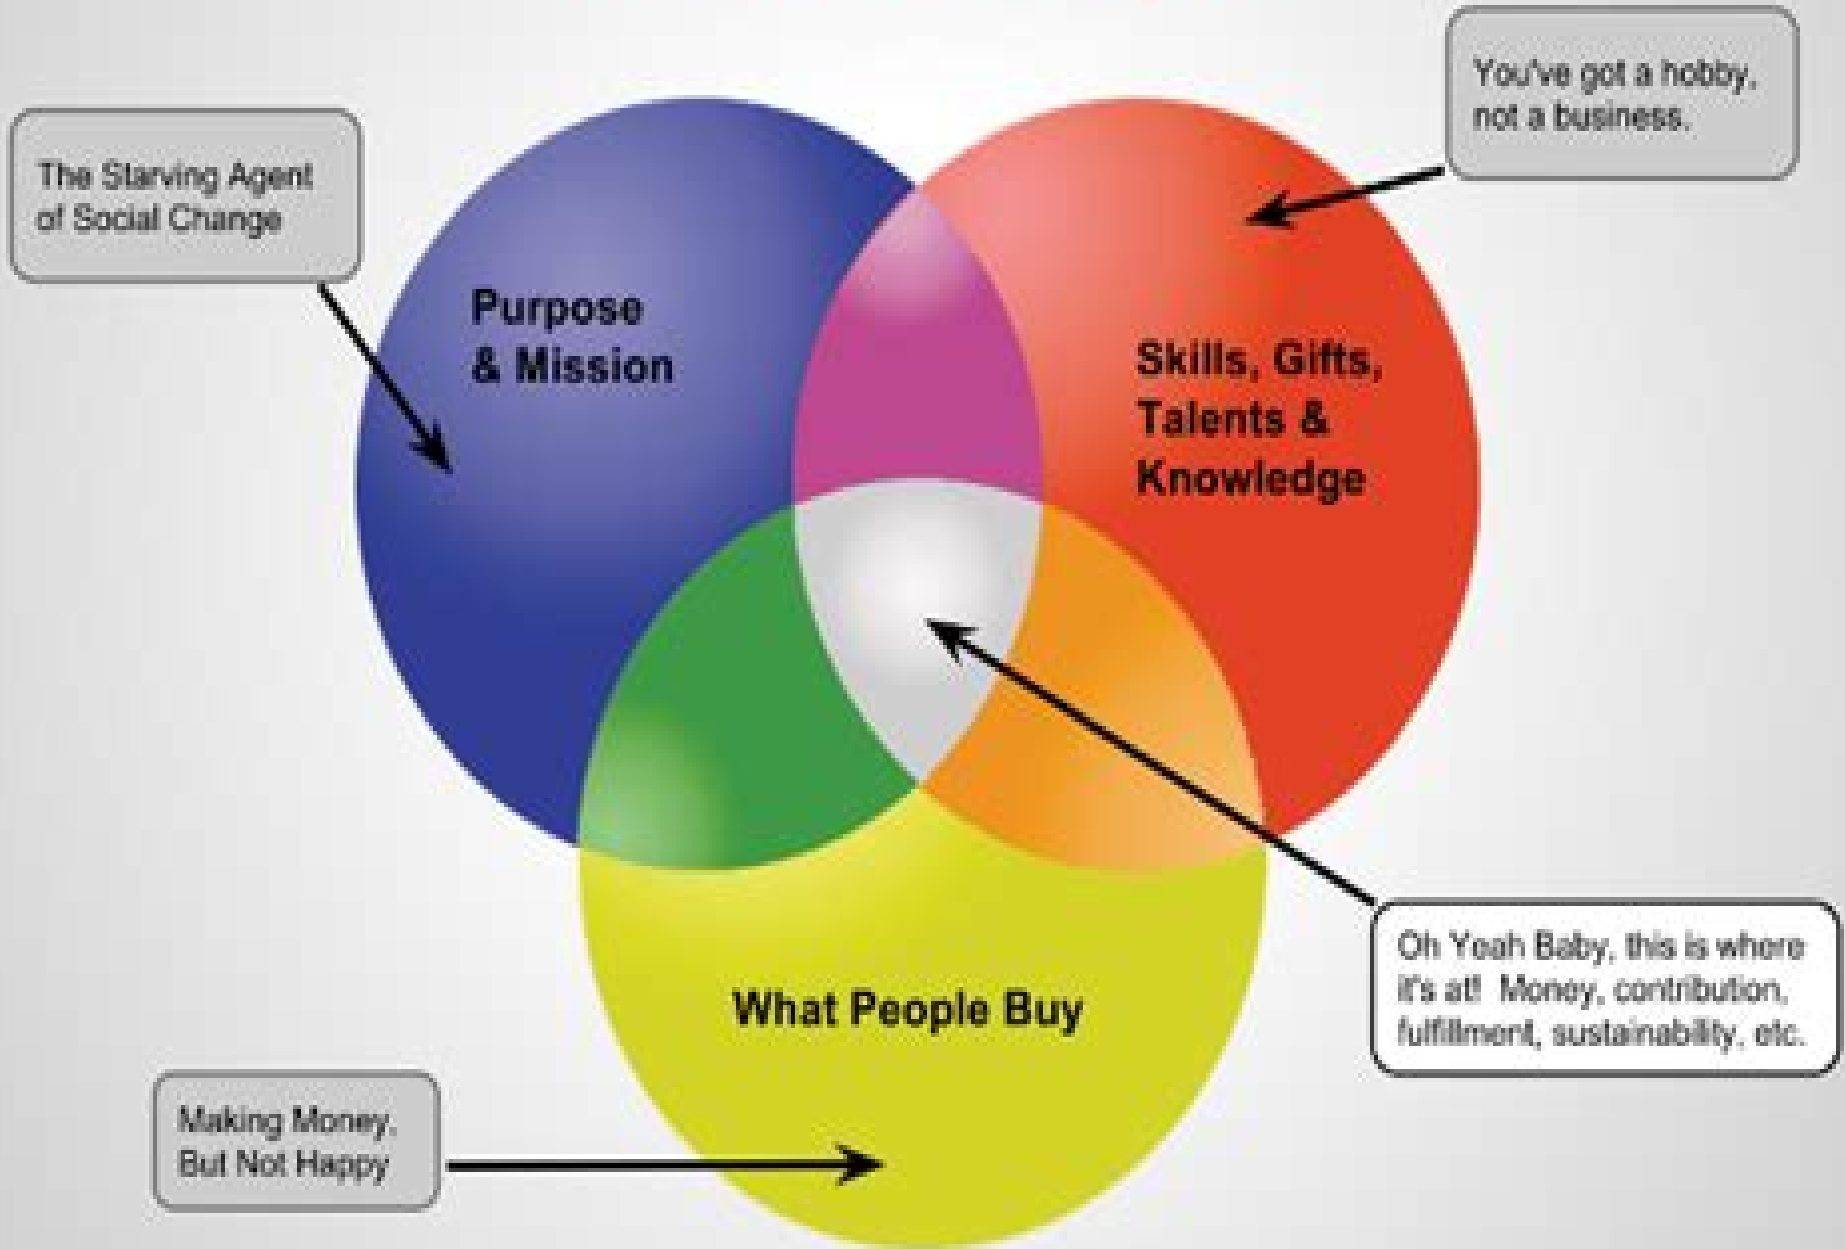 You've got a hobby,
not a business.
The Starving Agent
of Social Change
Purpose
& Mission
Skills, Gifts,
Talents &
Knowledge
Oh Yeah Baby, this is where
it's at!  Money, contribution,
fulfillment, sustainability, etc.
What People Buy
Making Money,
But Not Happy